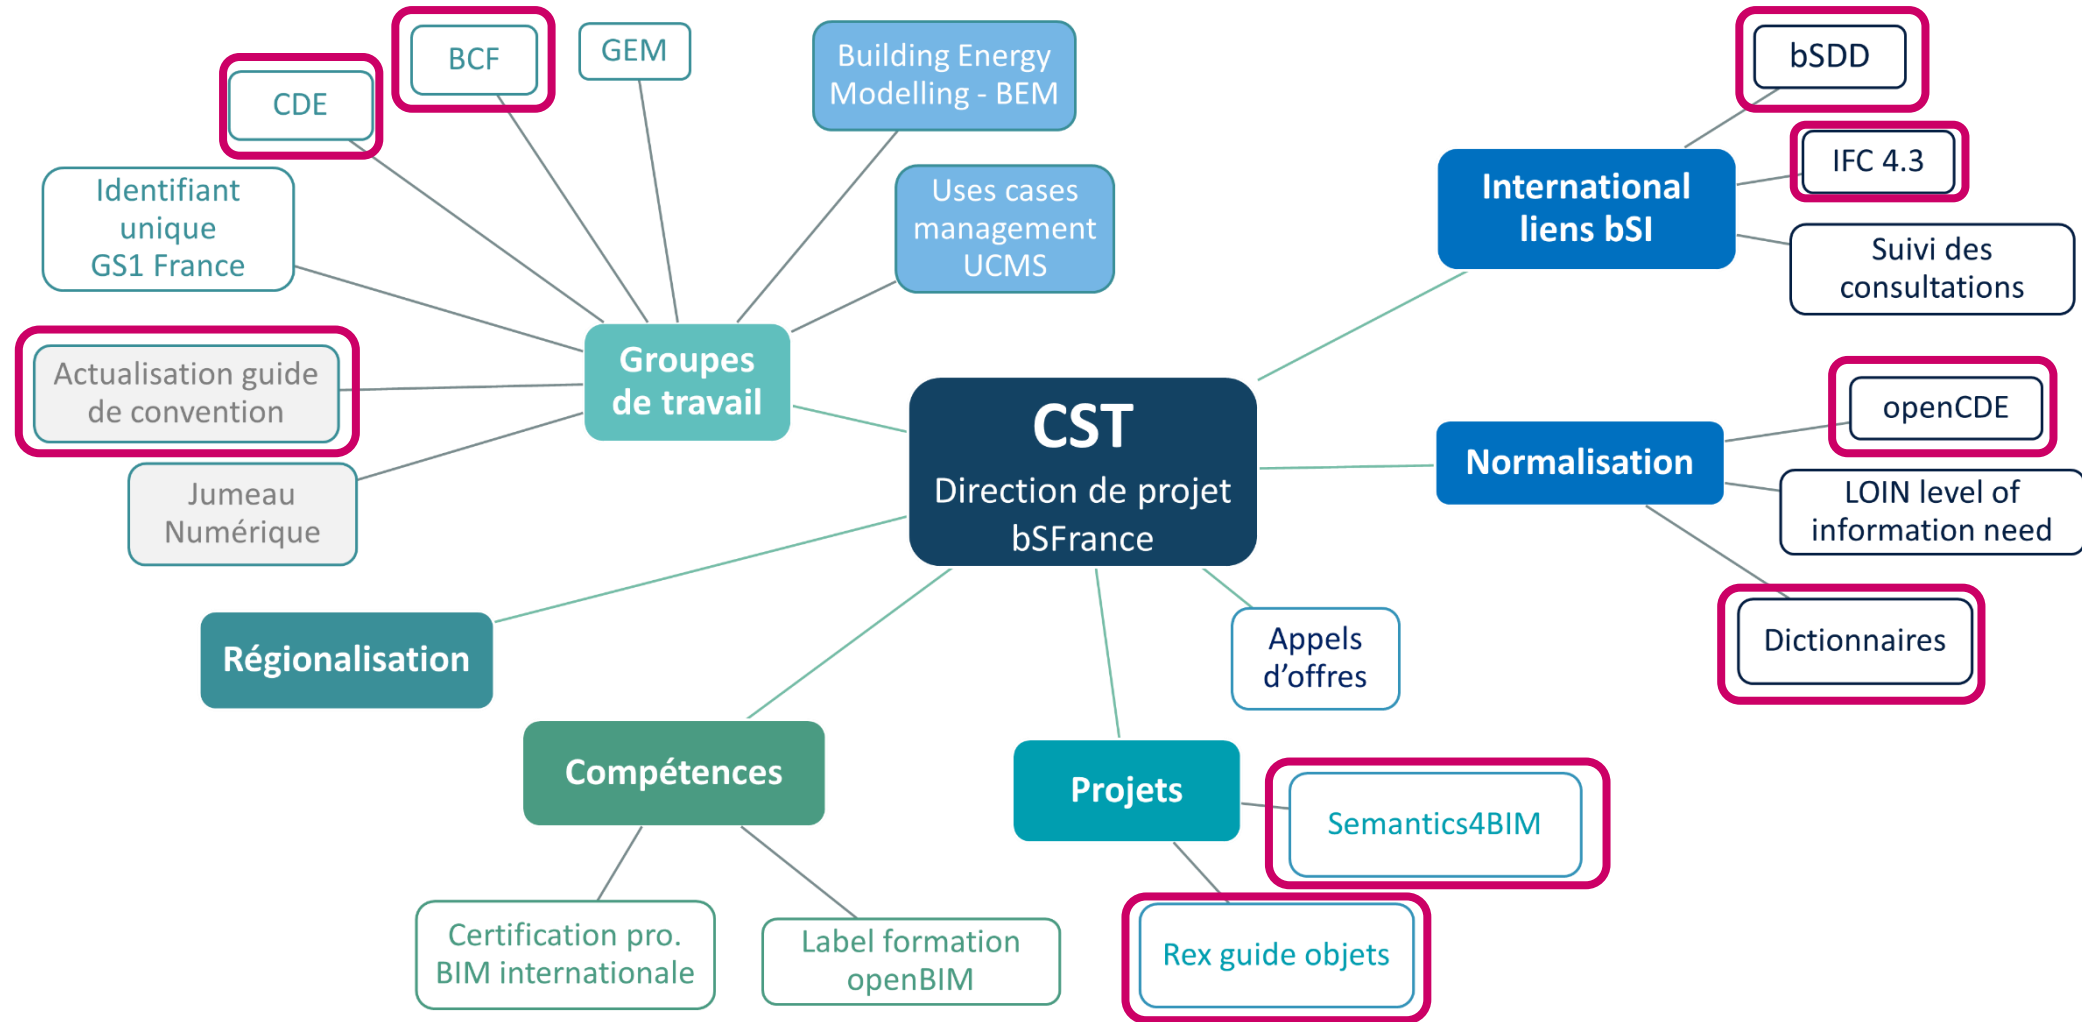 BCF
GEM
CDE
Building Energy
Modelling - BEM
bSDD
IFC 4.3
Identifiant
unique
GS1 France
Uses cases
management
UCMS
International
liens bSI
Suivi des
consultations
Actualisation guide
de convention
Groupes
de travail
CST
Direction de projet
bSFrance
openCDE
Normalisation
LOIN level of
information need
Jumeau
Numérique
Régionalisation
Appels
d’offres
Dictionnaires
Compétences
Projets
Semantics4BIM
Certification pro.
BIM internationale
Label formation
openBIM
Rex guide objets